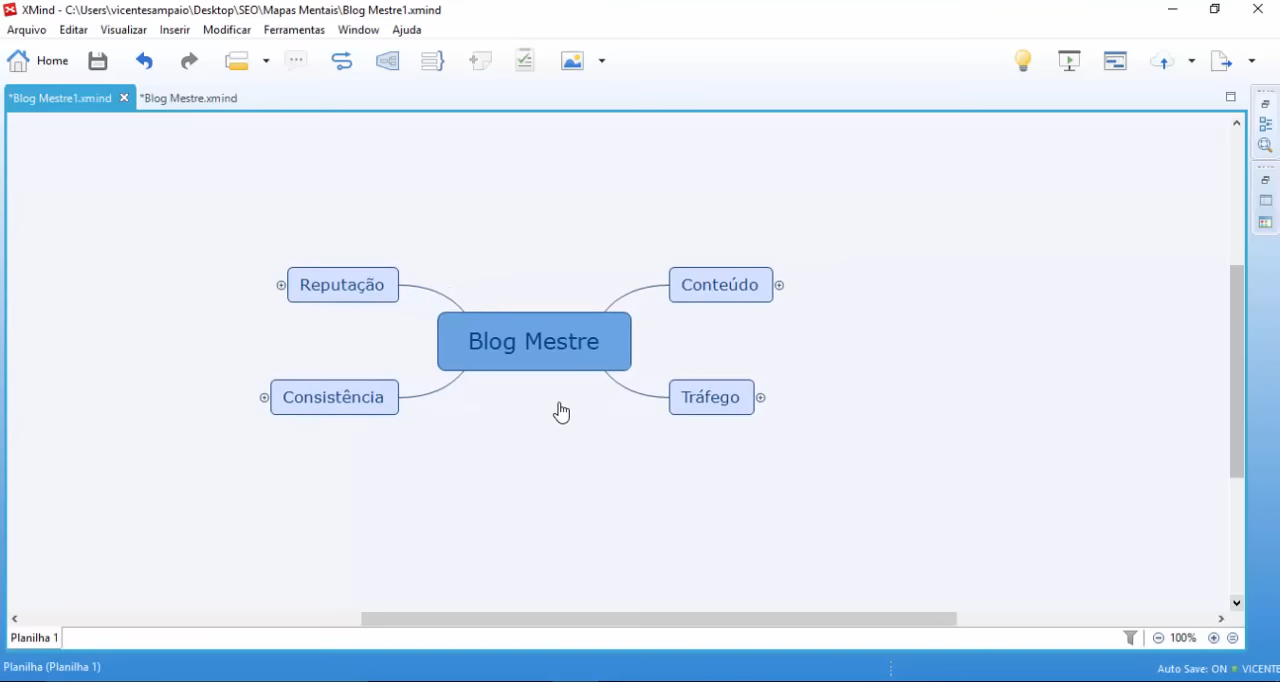 XMind - C:\Users\vicentesampaio\Desktop\SEO\Mapas Mentais\Blog Mestre1.xmind
Arquivo Editar Visualizar Inserir Modificar Ferramentas Window Ajuda
Home
*Blog Mestre1.xmind *Blog Mestre.xmind
Reputação Conteúdo
Blog Mestre
Consistência Tráfego
Planilha 1 100%
Planilha (Planilha 1) Auto Save: ON VICENTE